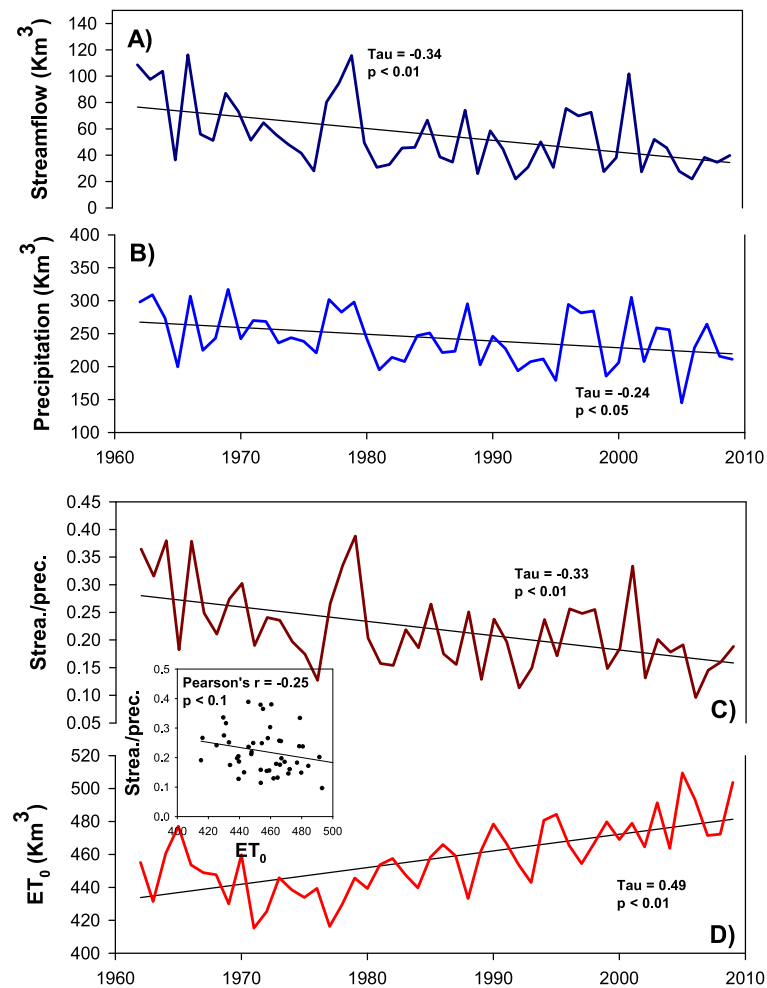 140
120
100
80
60
40
20
0
Streamflow (Km3)
A)
Tau = -0.34
p < 0.01
400
350
300
250
200
150
100
Precipitation (Km3)
B)
Tau = -0.24
p < 0.05
1960 1970 1980 1990 2000 2010
0.45
0.40
0.35
0.30
0.25
0.20
0.15
0.10
0.05
Strea./prec.
Tau = -0.33
p < 0.01
C)
0.5
0.4
0.3
0.2
0.1
0.0
Strea./prec.
Pearson's r = -0.25
p < 0.1
400 420 440 460 480 500
ET0
520
500
480
460
440
420
400
ET0 (Km3)
Tau = 0.49
p < 0.01
D)
1960 1970 1980 1990 2000 2010